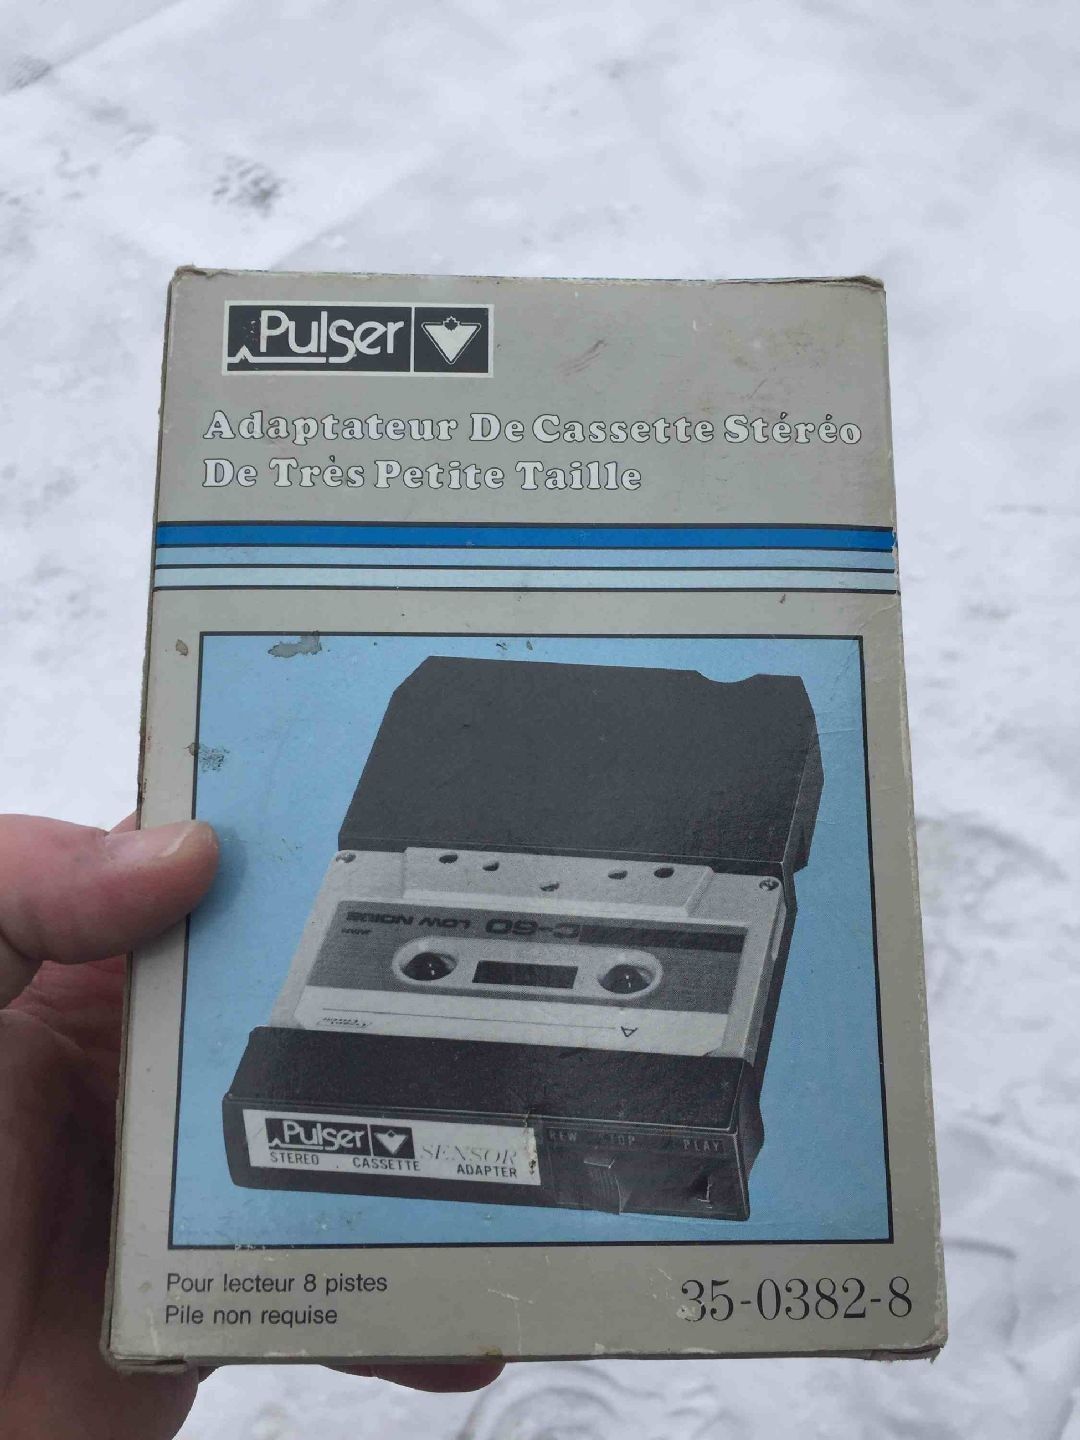 Pulser
Adaptateur De Cassette Stéréo
De Très Petite Taille
C-60 LOW NOISE
A
Pulser SENSOR
STEREO CASSETTE ADAPTER
REW STOP PLAY
Pour lecteur 8 pistes
Pile non requise
35-0382-8